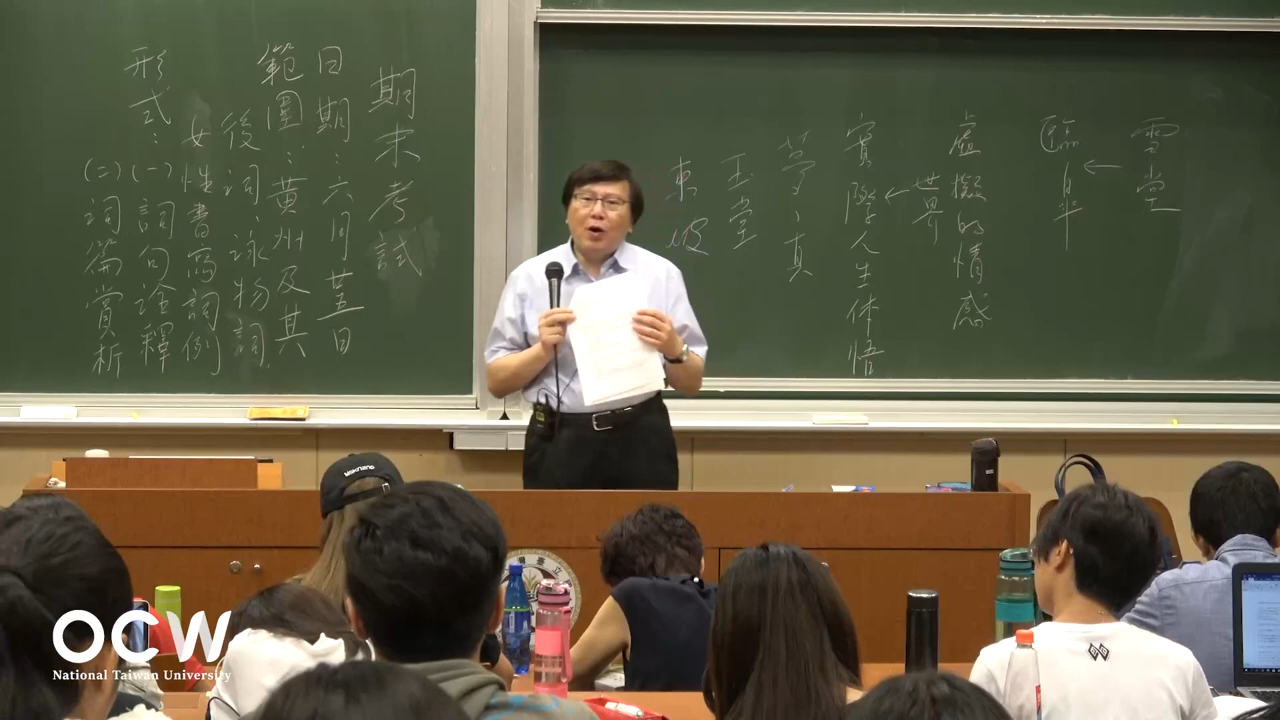 雪堂
←
臨皋
虛擬的情感
世界
←
實際人生体悟
夢、真
玉堂
東坡
期末考試
日期：六月廿五日
範圍：黃州及其
後詞、詠物詞
女性書寫詞例
形式：(一)詞句詮釋
(二)詞篇賞析
OCW
National Taiwan University